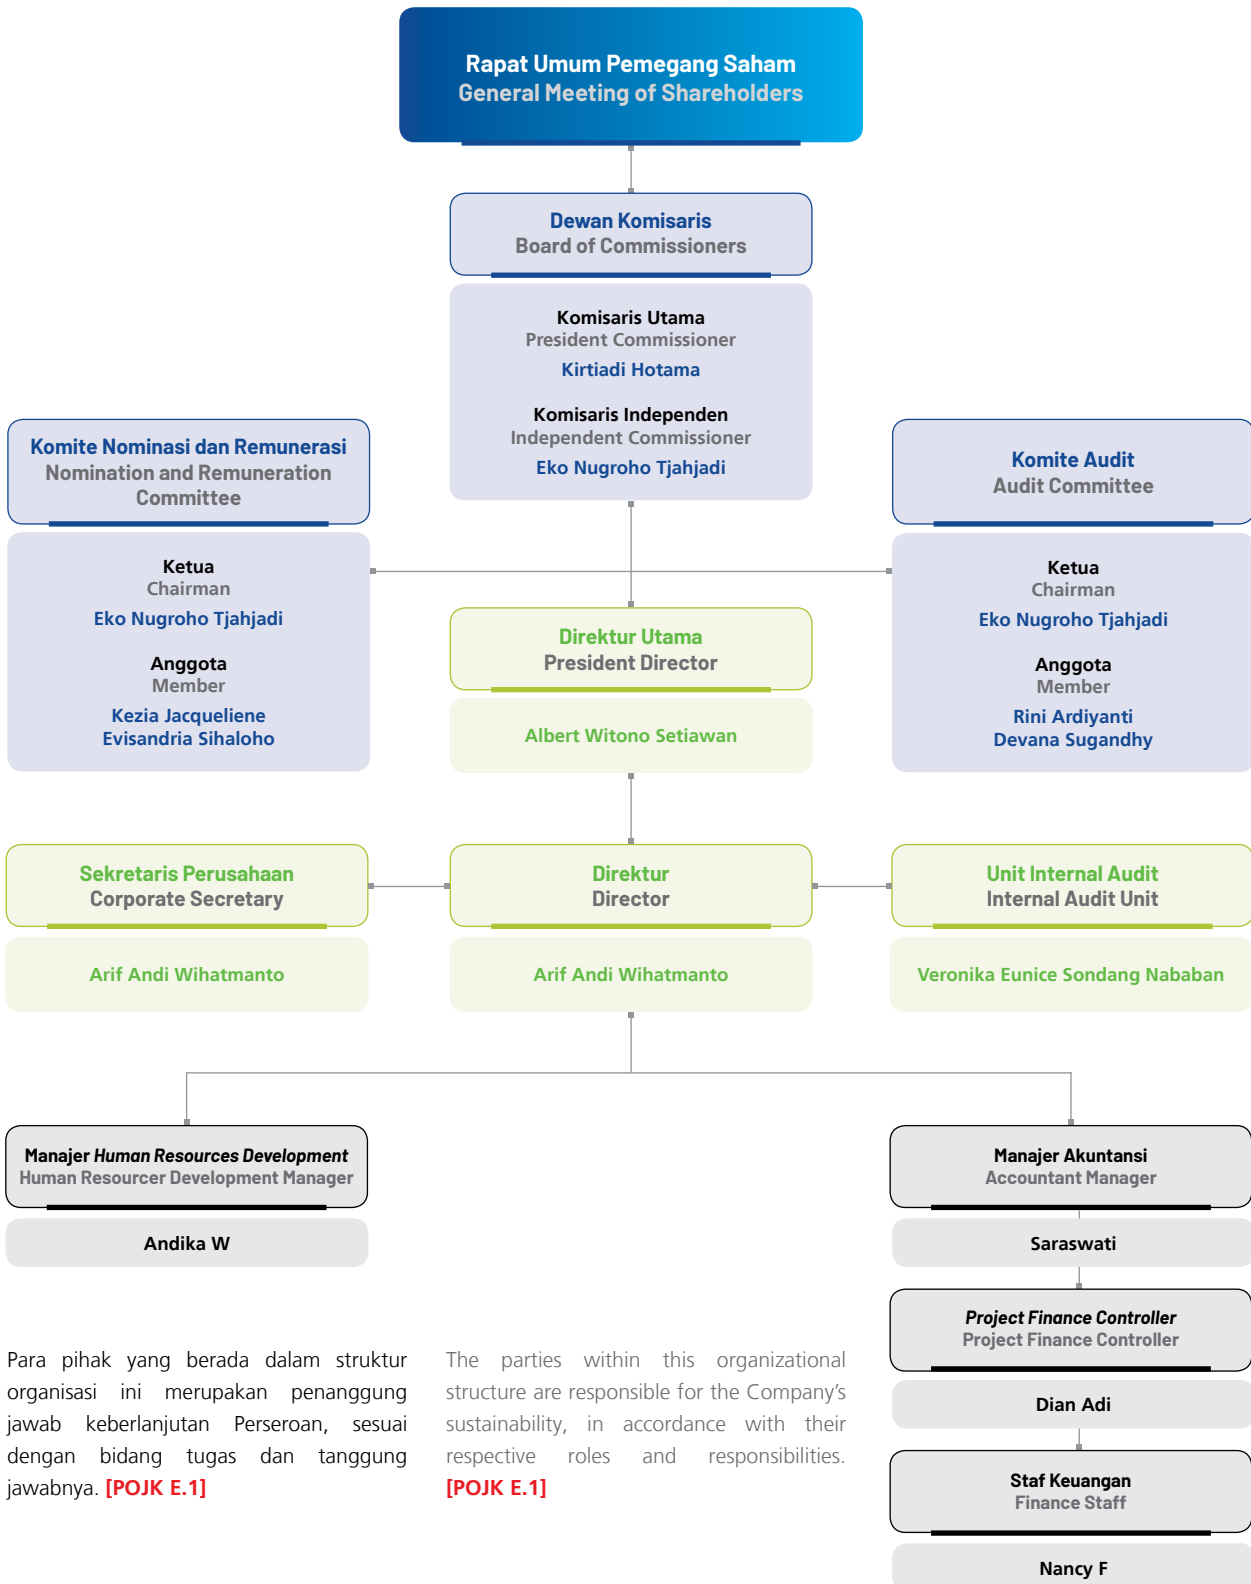 Rapat Umum Pemegang Saham
General Meeting of Shareholders
Dewan Komisaris
Board of Commissioners
Komisaris Utama
President Commissioner
Kirtiadi Hotama
Komisaris Independen
Independent Commissioner
Eko Nugroho Tjahjadi
Komite Nominasi dan Remunerasi
Nomination and Remuneration
Committee
Ketua
Chairman
Eko Nugroho Tjahjadi
Anggota
Member
Kezia Jacqueliene
Evisandria Sihaloho
Komite Audit
Audit Committee
Ketua
Chairman
Eko Nugroho Tjahjadi
Anggota
Member
Rini Ardiyanti
Devana Sugandhy
Direktur Utama
President Director
Albert Witono Setiawan
Sekretaris Perusahaan
Corporate Secretary
Arif Andi Wihatmanto
Direktur
Director
Arif Andi Wihatmanto
Unit Internal Audit
Internal Audit Unit
Veronika Eunice Sondang Nababan
Manajer Human Resources Development
Human Resourcer Development Manager
Andika W
Manajer Akuntansi
Accountant Manager
Saraswati
Project Finance Controller
Project Finance Controller
Dian Adi
Staf Keuangan
Finance Staff
Nancy F
Para pihak yang berada dalam struktur
organisasi ini merupakan penanggung
jawab keberlanjutan Perseroan, sesuai
dengan bidang tugas dan tanggung
jawabnya. [POJK E.1]
The parties within this organizational
structure are responsible for the Company's
sustainability, in accordance with their
respective roles and responsibilities.
[POJK E.1]